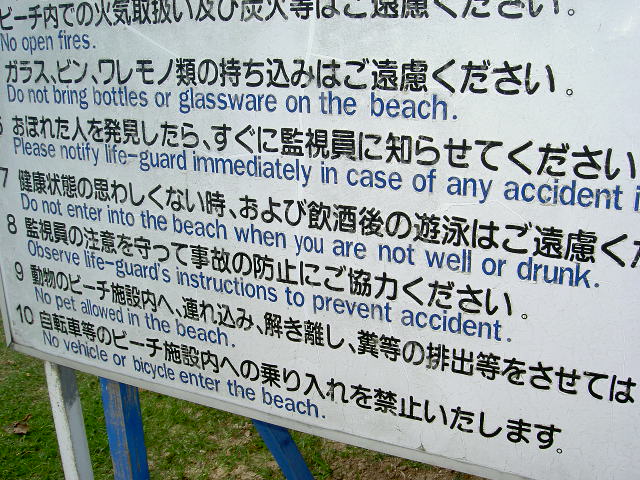 ビーチ内での火気取扱い及び炭火等はご遠慮ください。
No open fires.
ガラス、ビン、ワレモノ類の持ち込みはご遠慮ください。
Do not bring bottles or glassware on the beach.
おぼれた人を発見したら、すぐに監視員に知らせてください
Please notify life-guard immediately in case of any accident i
7 健康状態の思わしくない時、および飲酒後の遊泳はご遠慮く
Do not enter into the beach when you are not well or drunk.
8 監視員の注意を守って事故の防止にご協力ください。
Observe life-guard's instructions to prevent accident.
9 動物のビーチ施設内へ、連れ込み、解き離し、糞等の排出等をさせては
No pet allowed in the beach.
10 自転車等のビーチ施設内への乗り入れを禁止いたします。
No vehicle or bicycle enter the beach.